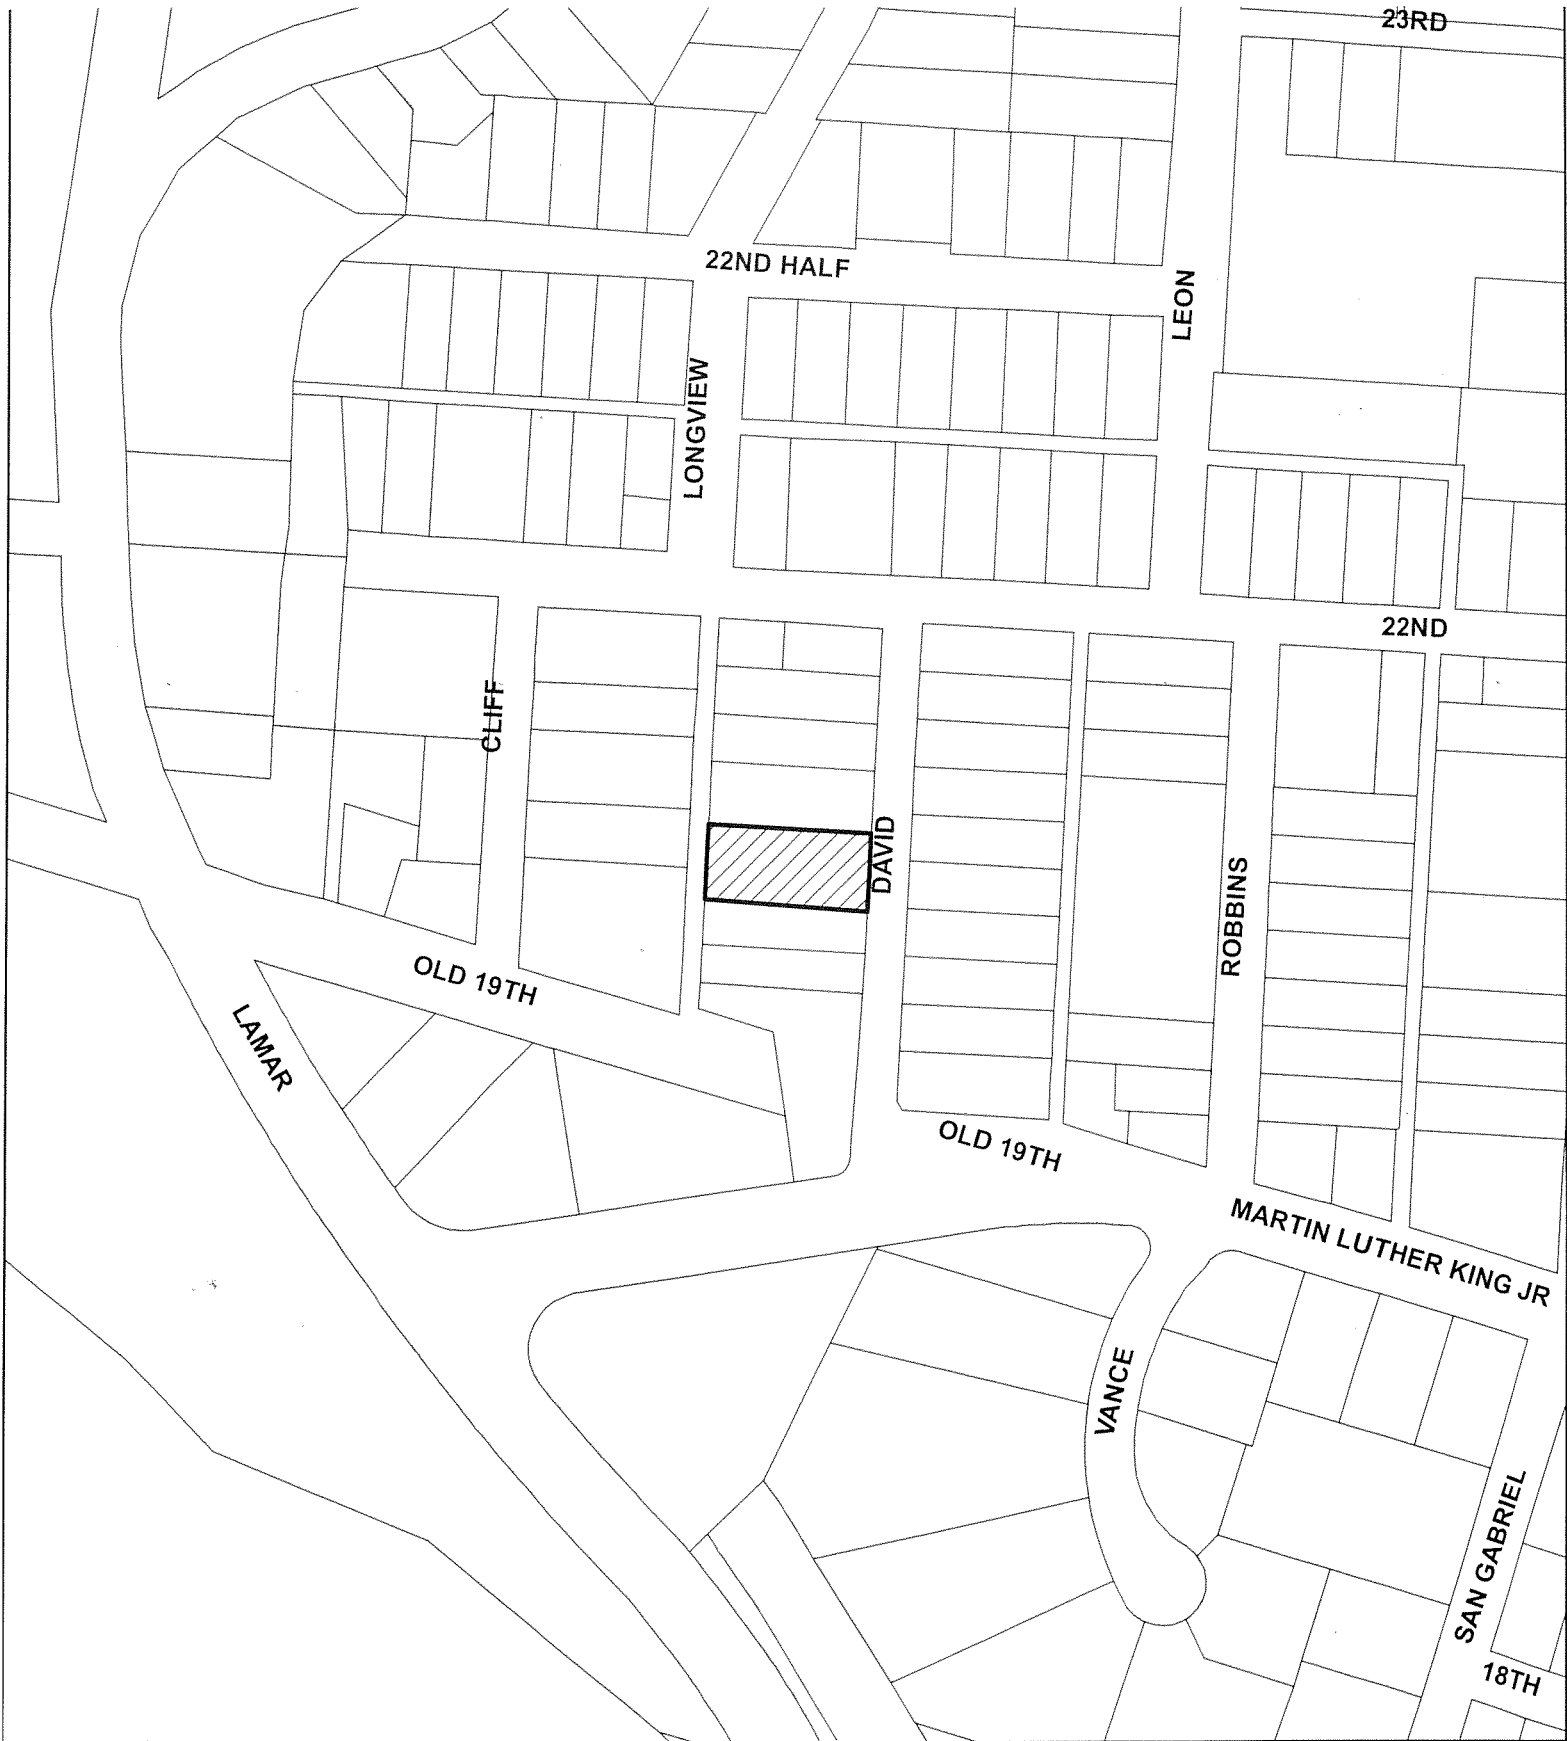 23RD
22ND HALF
LEON
LONGVIEW
22ND
CLIFF
DAVID
ROBBINS
OLD 19TH
LAMAR
OLD 19TH
MARTIN LUTHER KING JR
VANCE
SAN GABRIEL
18TH